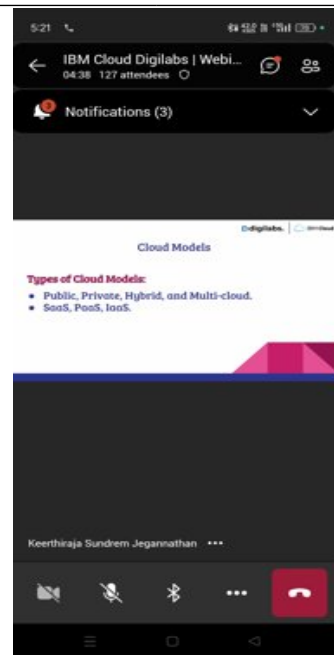 5:21
IBM Cloud Digilabs | Webi...
04:38 127 attendees
3
Notifications (3)
digilabs.
Cloud Models
Types of Cloud Models:
• Public, Private, Hybrid, and Multi-cloud.
• SaaS, PaaS, IaaS.
Keerthiraja Sundrem Jegannathan •••